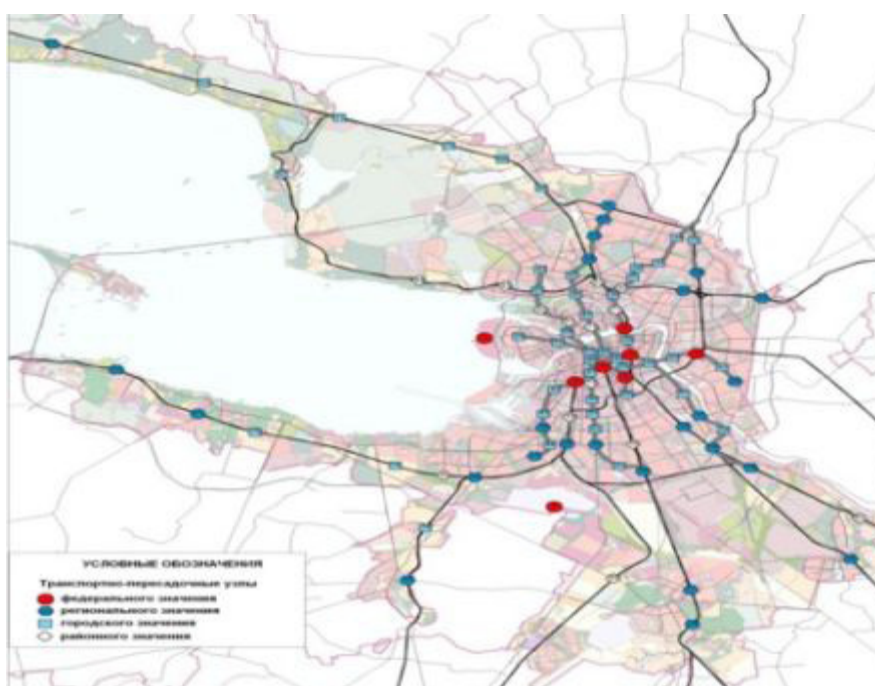 УСЛОВНЫЕ ОБОЗНАЧЕНИЯ
Транспортно-пересадочные узлы
федерального значения
регионального значения
городского значения
районного значения